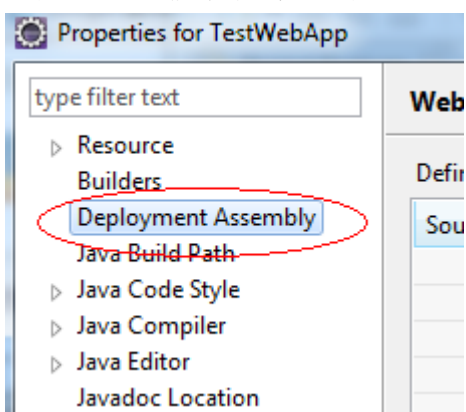 Properties for TestWebApp
type filter text
Web
Resource
Builders
Defin
Deployment Assembly
Sou
Java Build Path
Java Code Style
Java Compiler
Java Editor
Javadoc Location